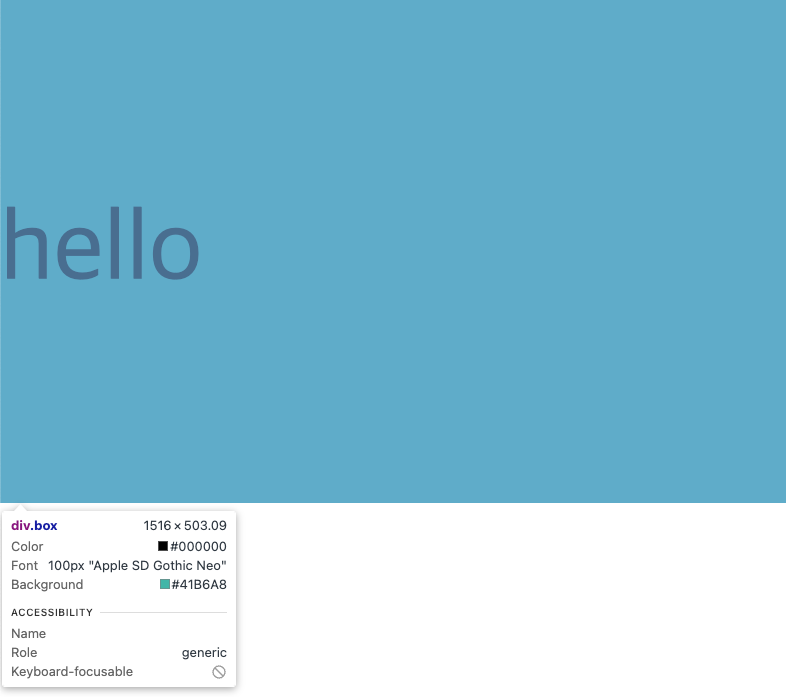 hello
div.box 1516 × 503.09
Color #000000
Font 100px "Apple SD Gothic Neo"
Background #41B6A8
ACCESSIBILITY
Name
Role generic
Keyboard-focusable